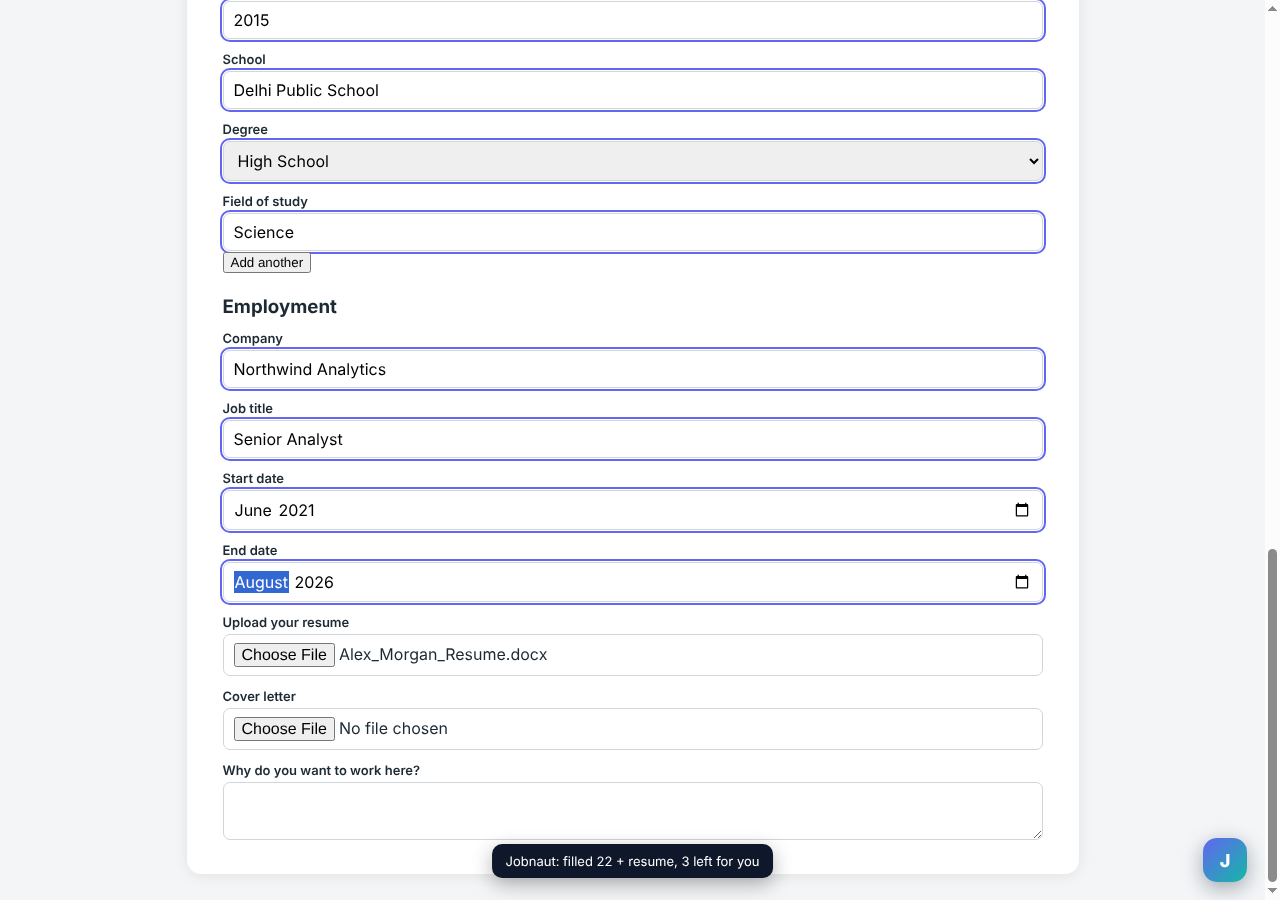 2015
School
Delhi Public School
Degree
High School
Field of study
Science
Add another
Employment
Company
Northwind Analytics
Job title
Senior Analyst
Start date
June 2021
End date
August 2026
Upload your resume
Choose File Alex_Morgan_Resume.docx
Cover letter
Choose File No file chosen
Why do you want to work here?
Jobnaut: filled 22 + resume, 3 left for you
J